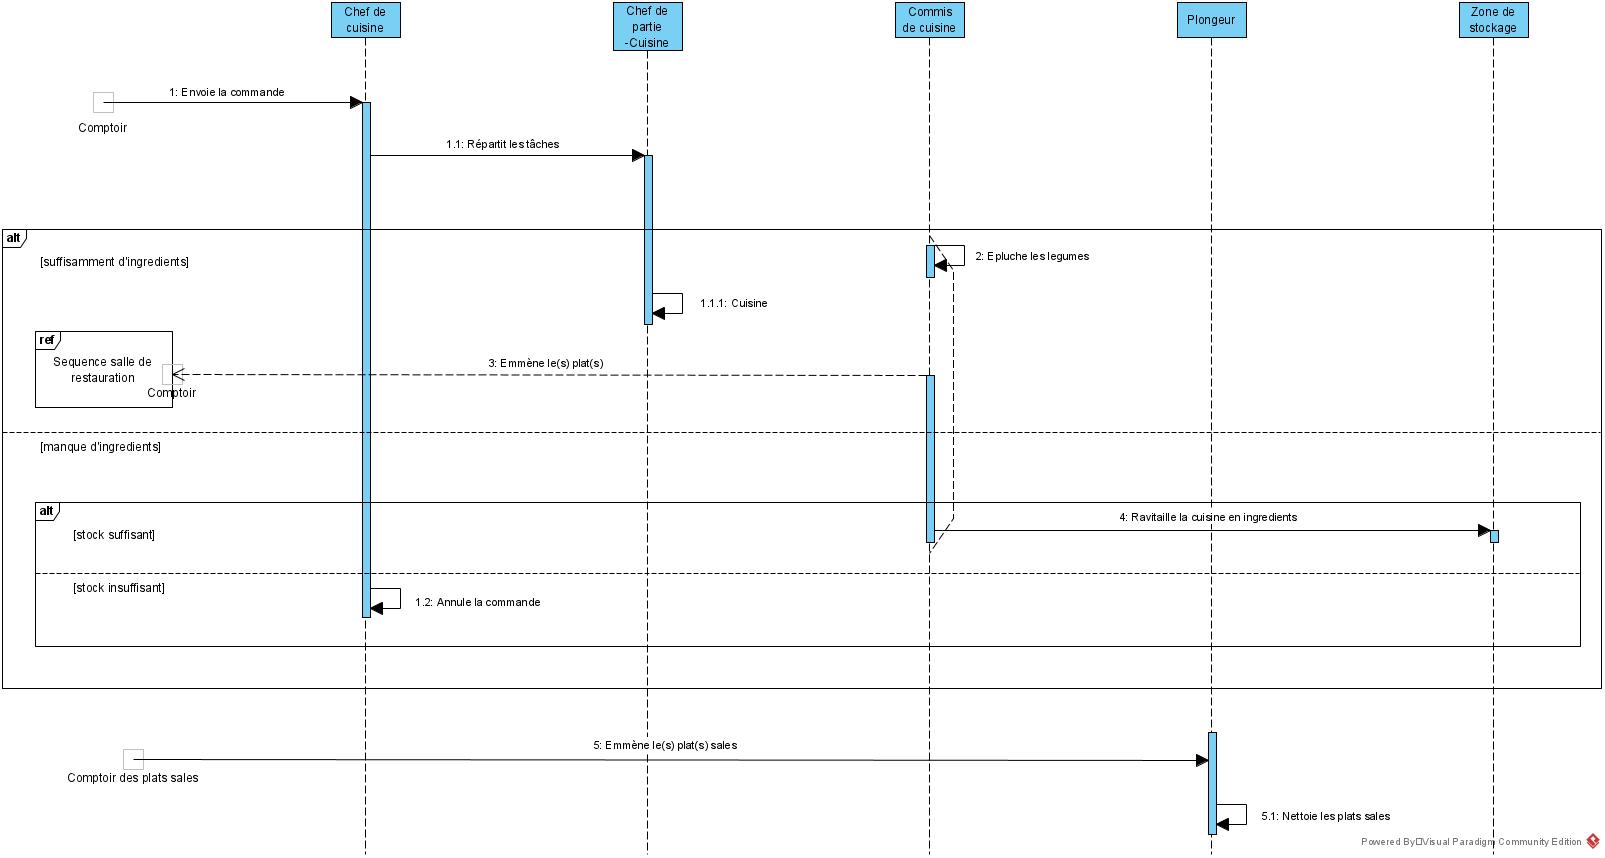 Chef de
cuisine
Chef de
partie
-Cuisine
Commis
de cuisine
Plongeur
Zone de
stockage
1: Envoie la commande
Comptoir
1.1: Répartit les tâches
alt
[suffisamment d'ingredients]
2: Epluche les legumes
1.1.1: Cuisine
ref
Sequence salle de
restauration
Comptoir
3: Emmène le(s) plat(s)
[manque d'ingredients]
alt
[stock suffisant]
4: Ravitaille la cuisine en ingredients
[stock insuffisant]
1.2: Annule la commande
5: Emmène le(s) plat(s) sales
Comptoir des plats sales
5.1: Nettoie les plats sales
Powered By Visual Paradigm Community Edition